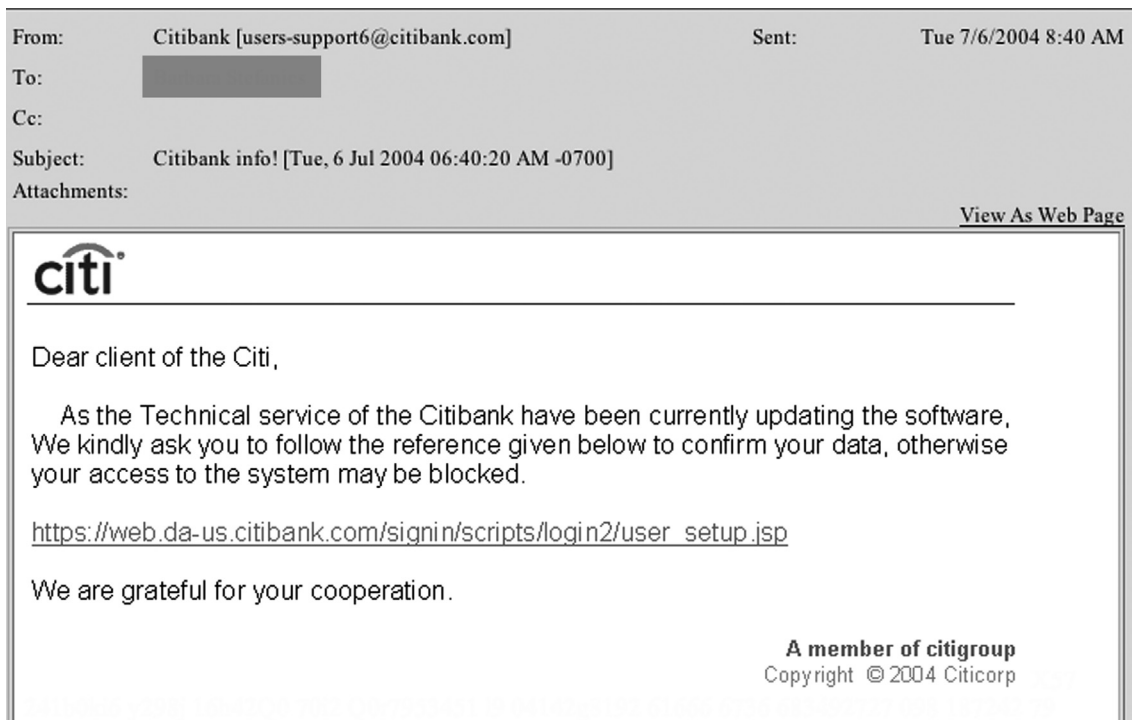 From: Citibank [users-support6@citibank.com] Sent: Tue 7/6/2004 8:40 AM
To:
Cc:
Subject: Citibank info! [Tue, 6 Jul 2004 06:40:20 AM -0700]
Attachments:
View As Web Page
citi
Dear client of the Citi,
As the Technical service of the Citibank have been currently updating the software,
We kindly ask you to follow the reference given below to confirm your data, otherwise
your access to the system may be blocked.
https://web.da-us.citibank.com/signin/scripts/login2/user_setup.jsp
We are grateful for your cooperation.
A member of citigroup
Copyright © 2004 Citicorp